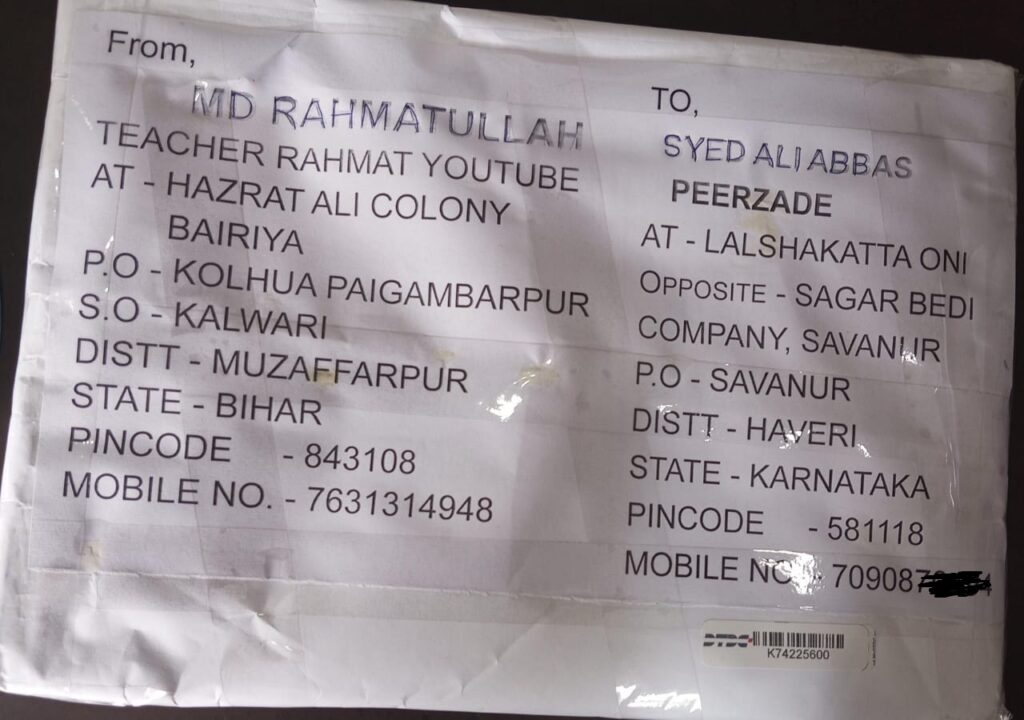 From,
MD RAHMATULLAH
TEACHER RAHMAT YOUTUBE
AT - HAZRAT ALI COLONY
BAIRIYA
P.O - KOLHUA PAIGAMBARPUR
S.O - KALWARI
DISTT - MUZAFFARPUR
STATE - BIHAR
PINCODE - 843108
MOBILE NO. - 7631314948
TO,
SYED ALI ABBAS
PEERZADE
AT - LALSHAKATTA ONI
OPPOSITE - SAGAR BEDI
COMPANY, SAVANUR
P.O - SAVANUR
DISTT - HAVERI
STATE - KARNATAKA
PINCODE - 581118
MOBILE NO. - 709087
DTDC
K74225600